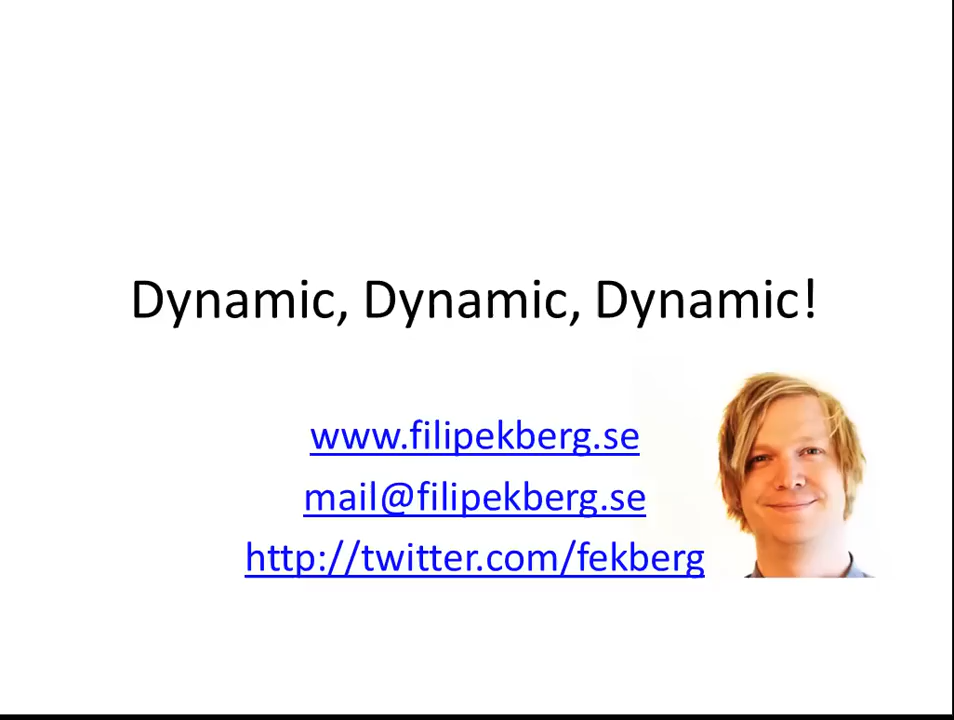 Dynamic, Dynamic, Dynamic!
www.filipekberg.se
mail@filipekberg.se
http://twitter.com/fekberg